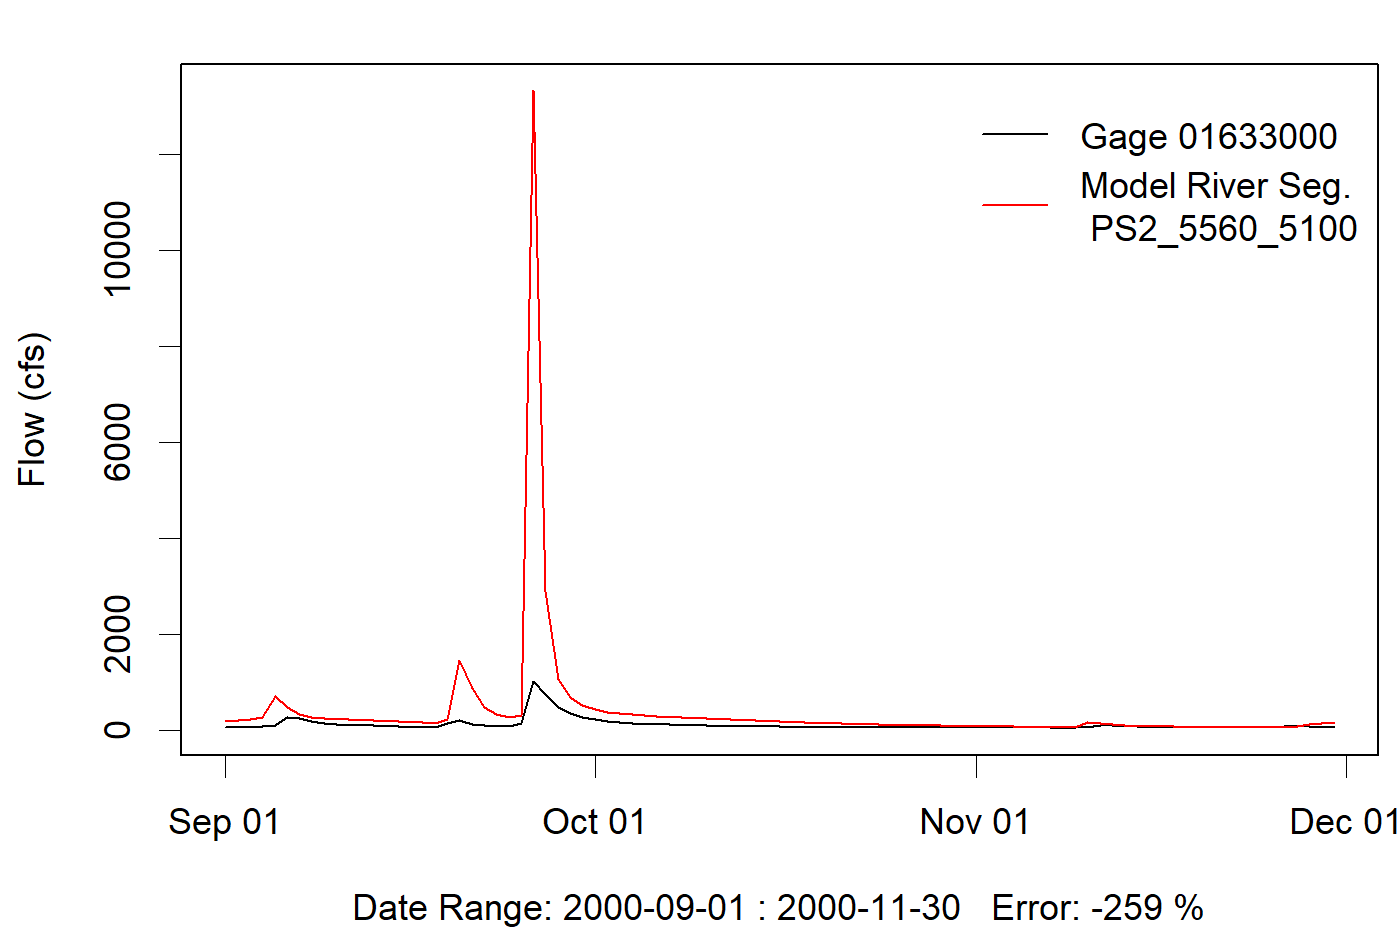 Gage 01633000
Model River Seg.
PS2_5560_5100
Flow (cfs)
10000
6000
2000
0
Sep 01
Oct 01
Nov 01
Dec 01
Date Range: 2000-09-01 : 2000-11-30   Error: -259 %